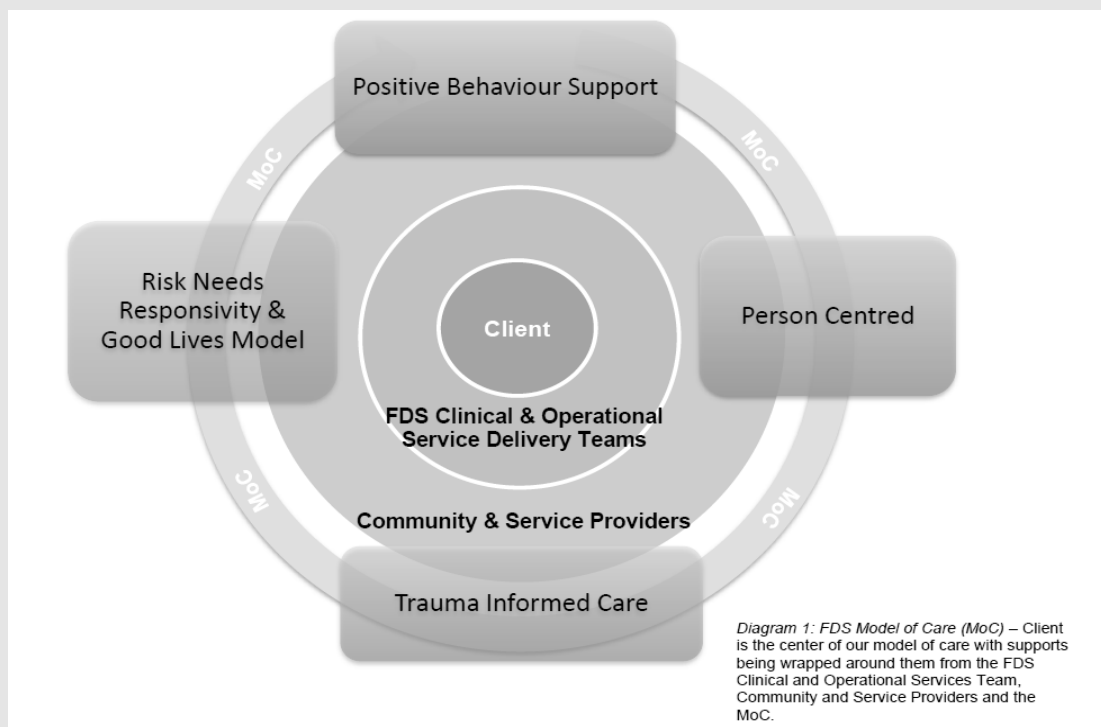 Positive Behaviour Support
MoC
MoC
Risk Needs
Responsivity &
Good Lives Model
Client
Person Centred
FDS Clinical & Operational
Service Delivery Teams
MoC
MoC
Community & Service Providers
Trauma Informed Care
Diagram 1: FDS Model of Care (MoC) – Client
is the center of our model of care with supports
being wrapped around them from the FDS
Clinical and Operational Services Team,
Community and Service Providers and the
MoC.